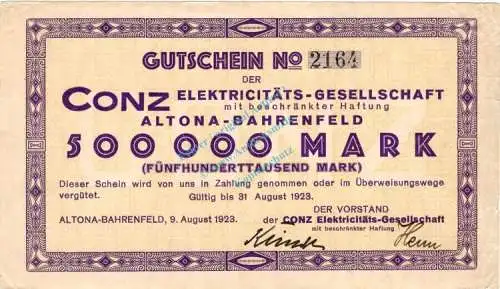 GUTSCHEIN No 2164
DER
CONZ ELEKTRICITÄTS-GESELLSCHAFT
mit beschränkter Haftung
ALTONA-BAHRENFELD
500000 MARK
(FÜNFHUNDERTTAUSEND MARK)
Dieser Schein wird von uns in Zahlung genommen oder im Überweisungswege
vergütet. Gültig bis 31 August 1923.
DER VORSTAND
ALTONA-BAHRENFELD, 9. August 1923. der CONZ Elektricitäts-Gesellschaft
mit beschränkter Haftung